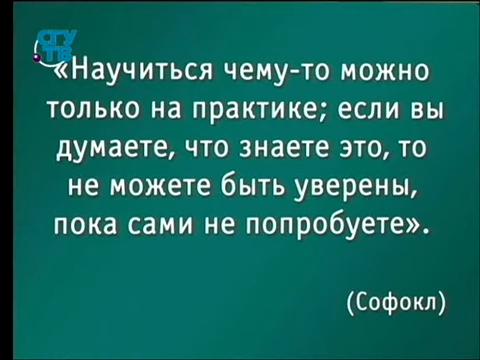 СГУ
ТВ
«Научиться чему-то можно
только на практике; если вы
думаете, что знаете это, то
не можете быть уверены,
пока сами не попробуете».
(Софокл)